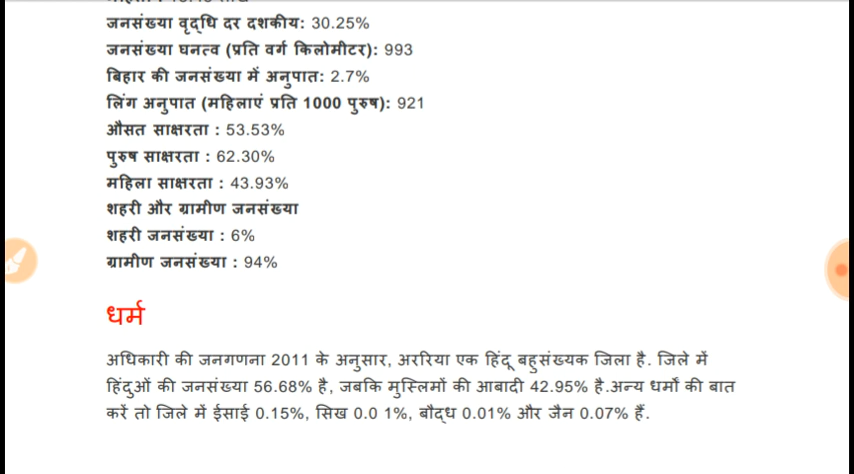 जनसंख्या वृद्धि दर दशकीय: 30.25%
जनसंख्या घनत्व (प्रति वर्ग किलोमीटर): 993
बिहार की जनसंख्या में अनुपात: 2.7%
लिंग अनुपात (महिलाएं प्रति 1000 पुरुष): 921
औसत साक्षरता : 53.53%
पुरुष साक्षरता : 62.30%
महिला साक्षरता : 43.93%
शहरी और ग्रामीण जनसंख्या
शहरी जनसंख्या : 6%
ग्रामीण जनसंख्या : 94%
धर्म
अधिकारी की जनगणना 2011 के अनुसार, अररिया एक हिंदू बहुसंख्यक जिला है. जिले में
हिंदुओं की जनसंख्या 56.68% है, जबकि मुस्लिमों की आबादी 42.95% है.अन्य धर्मों की बात
करें तो जिले में ईसाई 0.15%, सिख 0.0 1%, बौद्ध 0.01% और जैन 0.07% हैं.